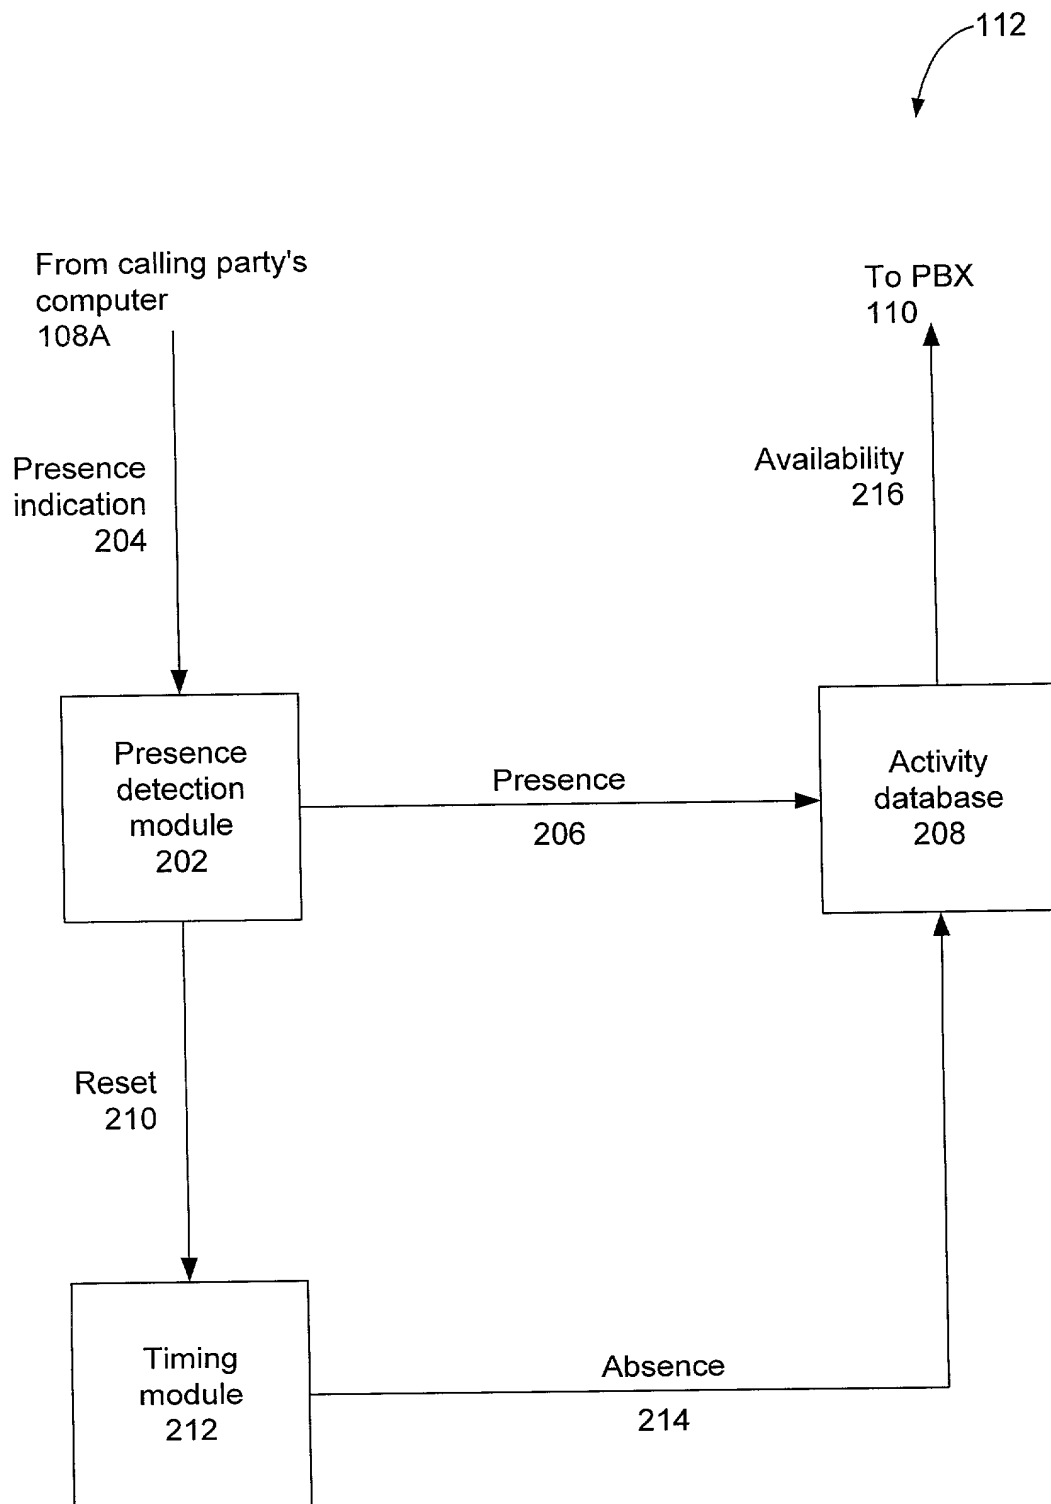 112
From calling party's
computer
108A
To PBX
110
Presence
indication
204
Availability
216
Presence
detection
module
202
Presence
206
Activity
database
208
Reset
210
Timing
module
212
Absence
214